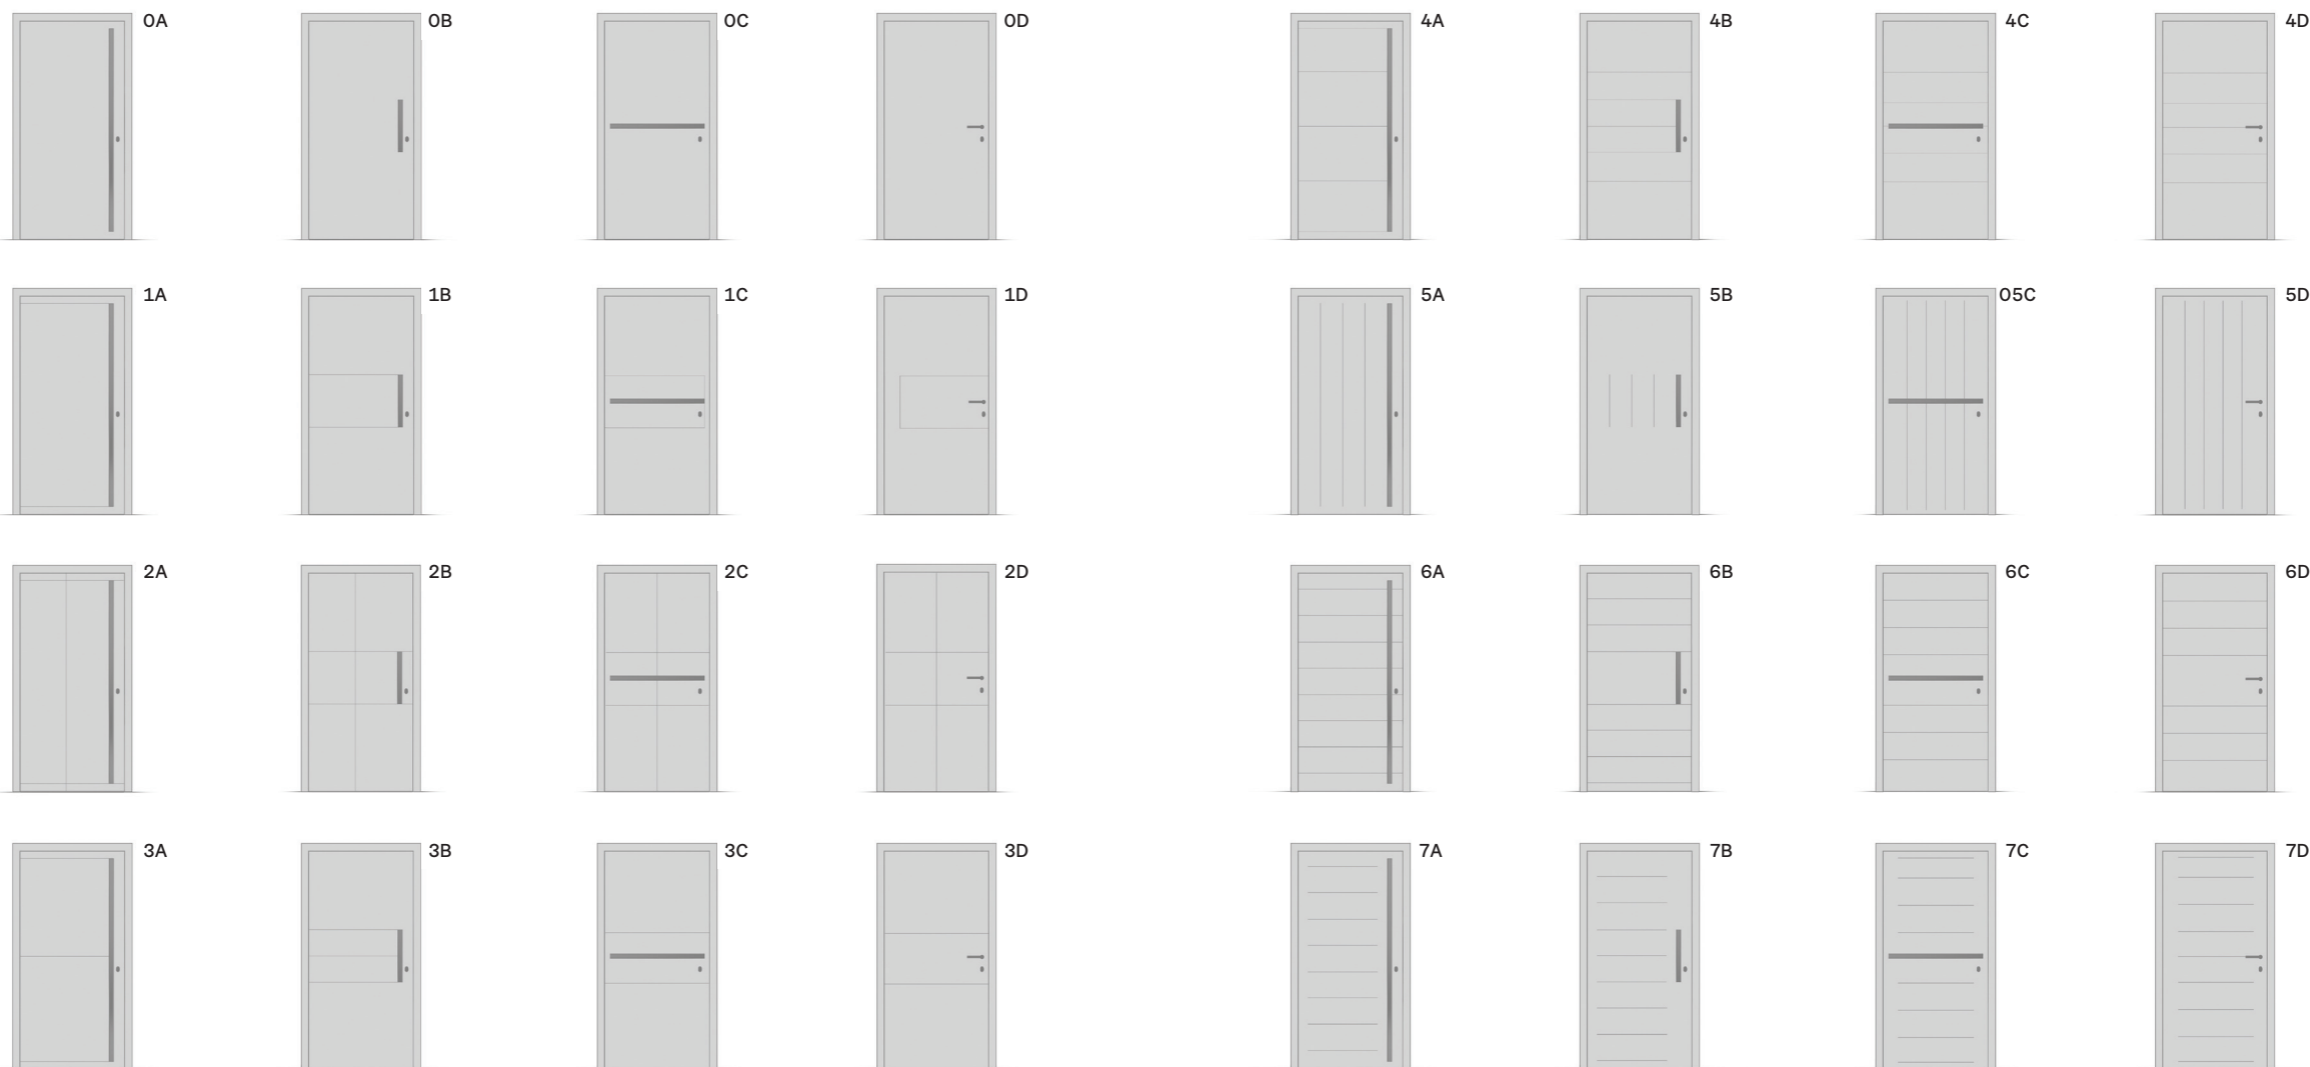 0A 0B 0C 0D 4A 4B 4C 4D
1A 1B 1C 1D 5A 5B 05C 5D
2A 2B 2C 2D 6A 6B 6C 6D
3A 3B 3C 3D 7A 7B 7C 7D